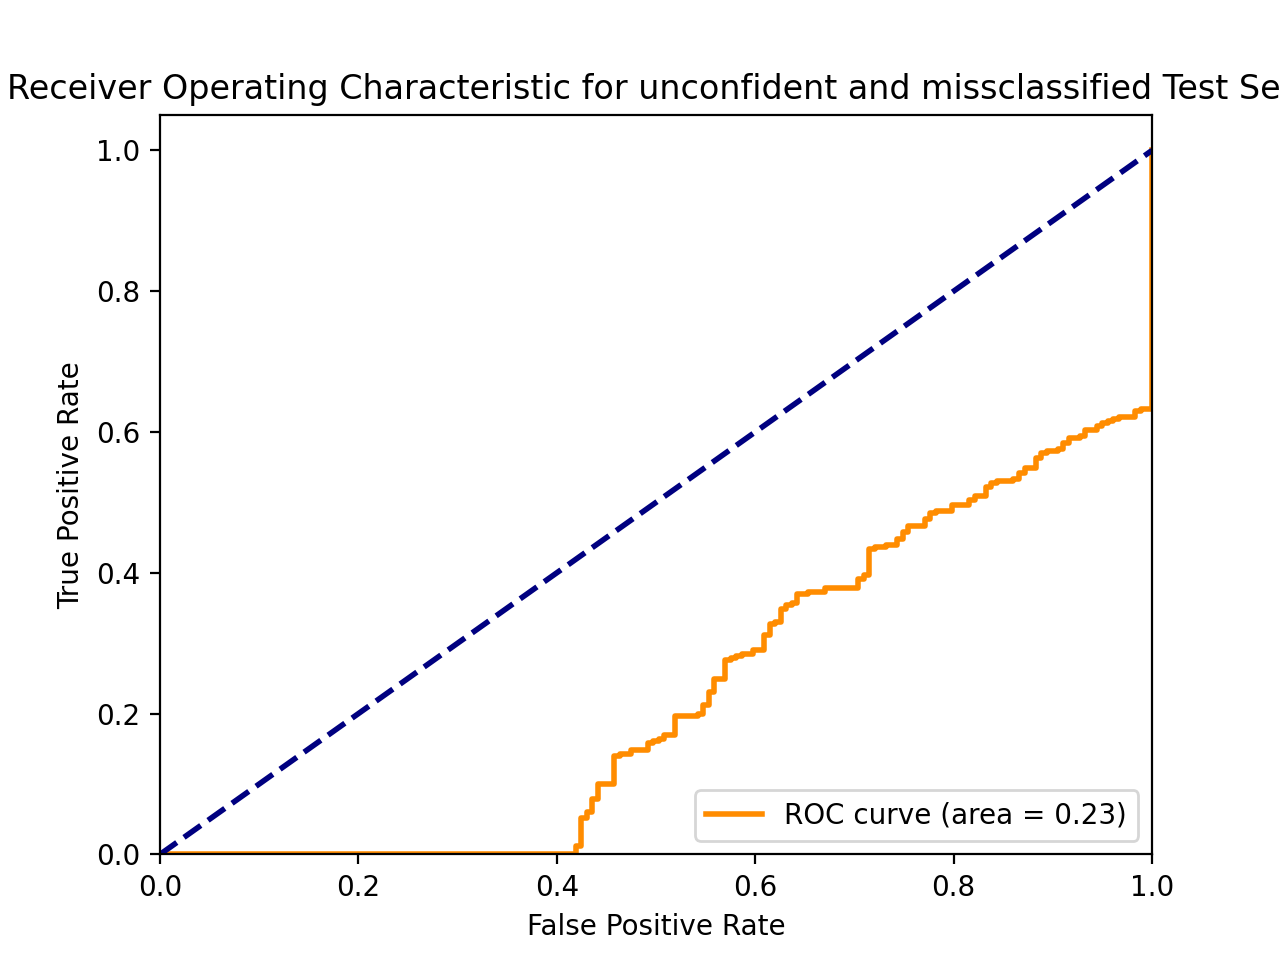 Receiver Operating Characteristic for unconfident and missclassified Test Se
1.0
0.8
0.6
0.4
0.2
0.0
True Positive Rate
ROC curve (area = 0.23)
0.0 0.2 0.4 0.6 0.8 1.0
False Positive Rate